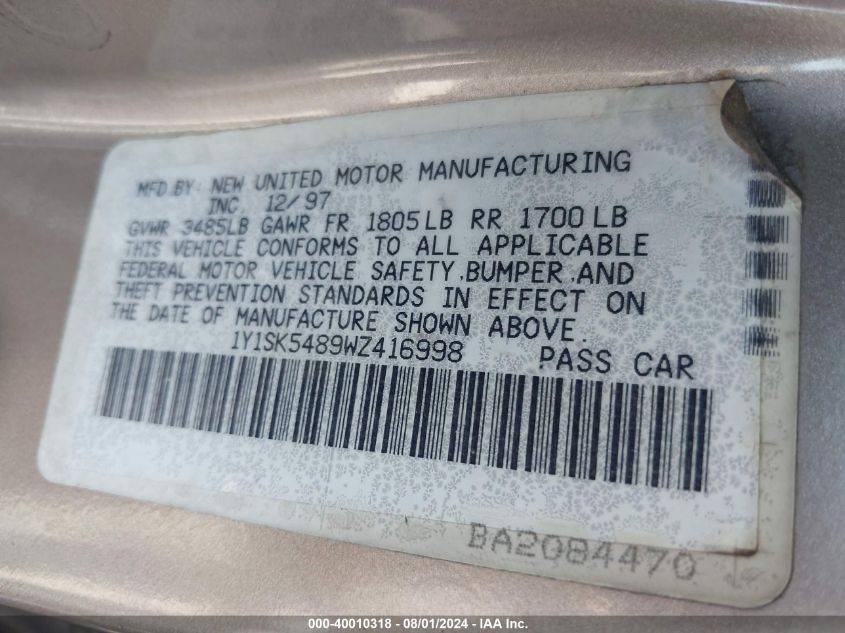 MFD.BY: NEW UNITED MOTOR MANUFACTURING
INC. 12/97
GVWR 3485LB GAWR FR 1805LB RR 1700LB
THIS VEHICLE CONFORMS TO ALL APPLICABLE
FEDERAL MOTOR VEHICLE SAFETY,BUMPER,AND
THEFT PREVENTION STANDARDS IN EFFECT ON
THE DATE OF MANUFACTURE SHOWN ABOVE.
1Y1SK5489WZ416998 PASS CAR
BA2084470
000-40010318 - 08/01/2024 - IAA Inc.